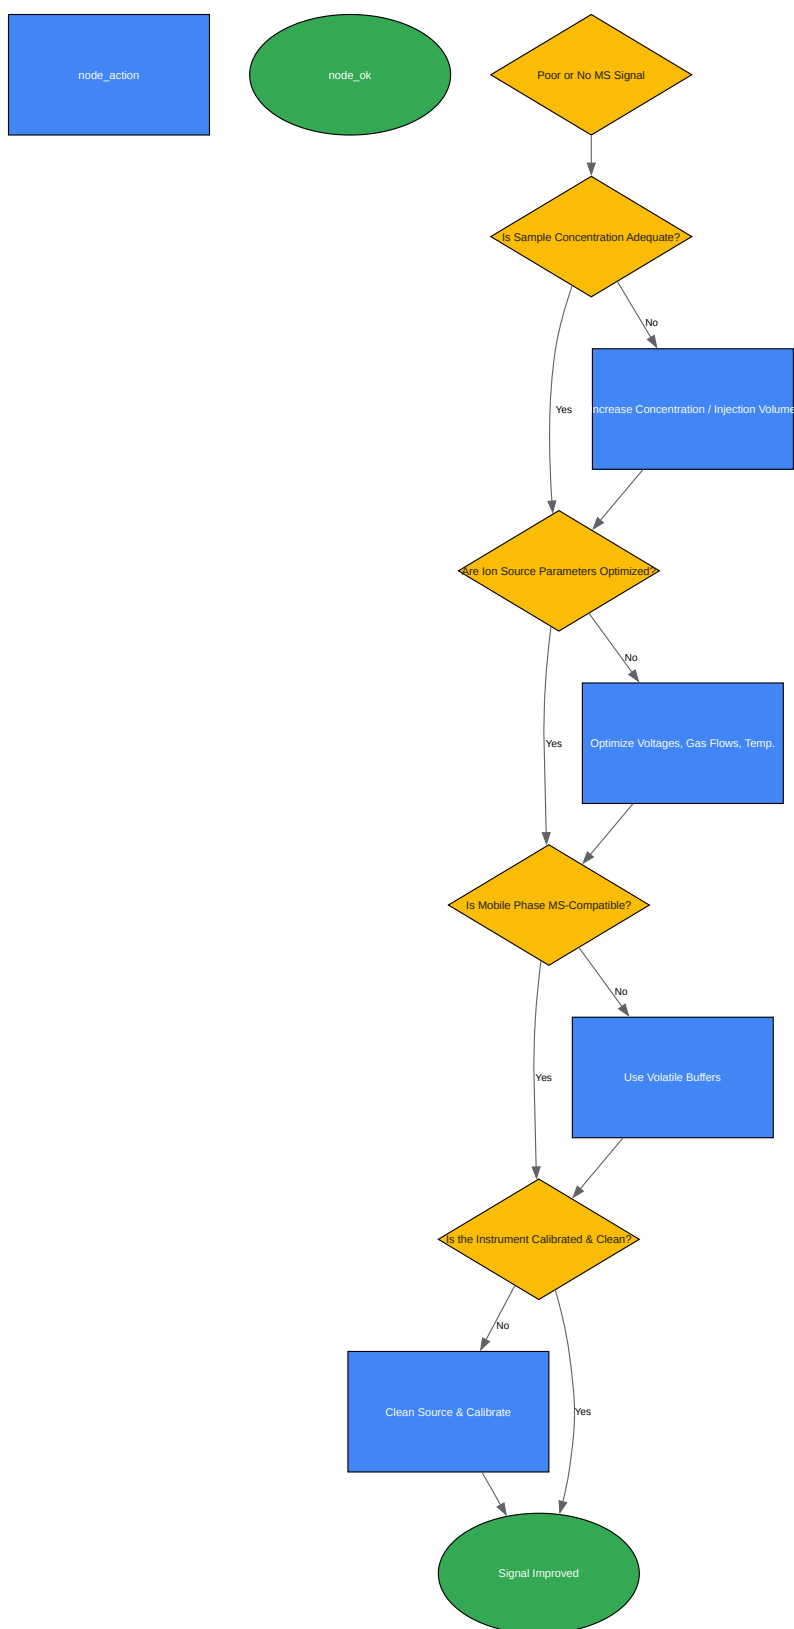 node_action
node_ok
Poor or No MS Signal
Is Sample Concentration Adequate?
No
Yes
Increase Concentration / Injection Volume
Are Ion Source Parameters Optimized?
No
Yes
Optimize Voltages, Gas Flows, Temp.
Is Mobile Phase MS-Compatible?
No
Yes
Use Volatile Buffers
Is the Instrument Calibrated & Clean?
No
Yes
Clean Source & Calibrate
Signal Improved